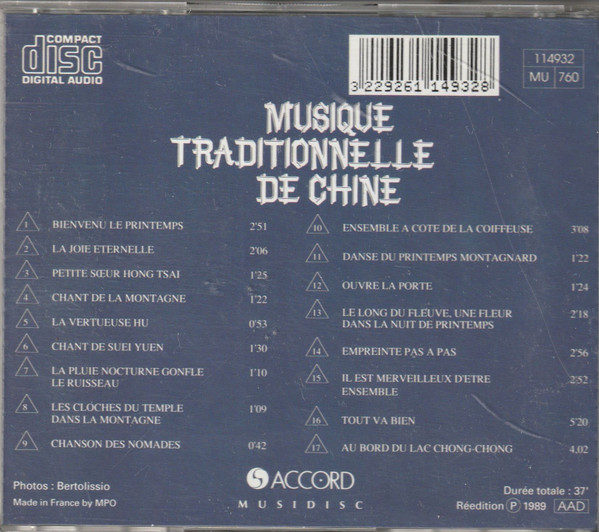 COMPACT
disc
DIGITAL AUDIO
3 229261 149328
114932
MU 760
MUSIQUE
TRADITIONNELLE
DE CHINE
1 BIENVENU LE PRINTEMPS 2'51
2 LA JOIE ETERNELLE 2'06
3 PETITE SŒUR HONG TSAI 1'25
4 CHANT DE LA MONTAGNE 1'22
5 LA VERTUEUSE HU 0'53
6 CHANT DE SUEI YUEN 1'30
7 LA PLUIE NOCTURNE GONFLE
LE RUISSEAU 1'10
8 LES CLOCHES DU TEMPLE
DANS LA MONTAGNE 1'09
9 CHANSON DES NOMADES 0'42
10 ENSEMBLE A COTE DE LA COIFFEUSE 3'08
11 DANSE DU PRINTEMPS MONTAGNARD 1'22
12 OUVRE LA PORTE 1'24
13 LE LONG DU FLEUVE, UNE FLEUR
DANS LA NUIT DE PRINTEMPS 2'18
14 EMPREINTE PAS A PAS 2'56
15 IL EST MERVEILLEUX D'ETRE
ENSEMBLE 2'52
16 TOUT VA BIEN 5'20
17 AU BORD DU LAC CHONG-CHONG 4,02
Photos : Bertolissio
Made in France by MPO
ACCORD
MUSIDISC
Durée totale : 37'
Réedition Ⓟ 1989 AAD